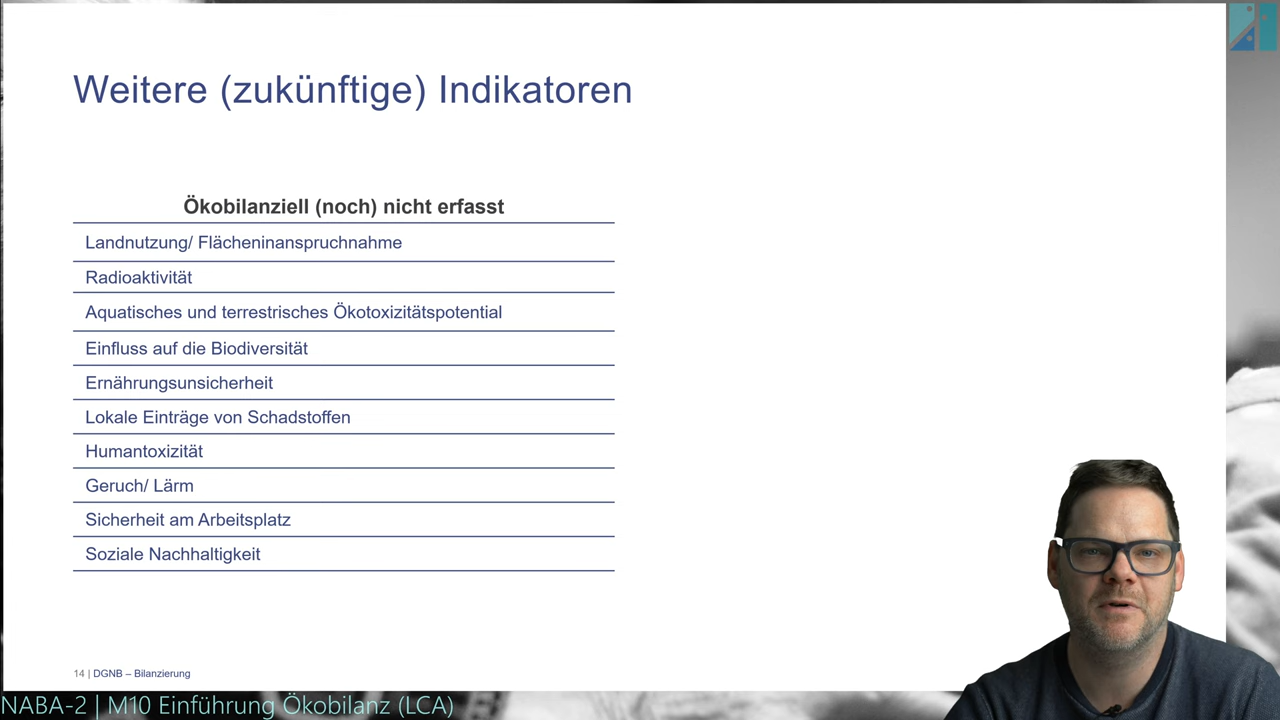 Weitere (zukünftige) Indikatoren
Ökobilanziell (noch) nicht erfasst
Landnutzung/ Flächeninanspruchnahme
Radioaktivität
Aquatisches und terrestrisches Ökotoxizitätspotential
Einfluss auf die Biodiversität
Ernährungsunsicherheit
Lokale Einträge von Schadstoffen
Humantoxizität
Geruch/ Lärm
Sicherheit am Arbeitsplatz
Soziale Nachhaltigkeit
14 | DGNB – Bilanzierung
NABA-2 | M10 Einführung Ökobilanz (LCA)